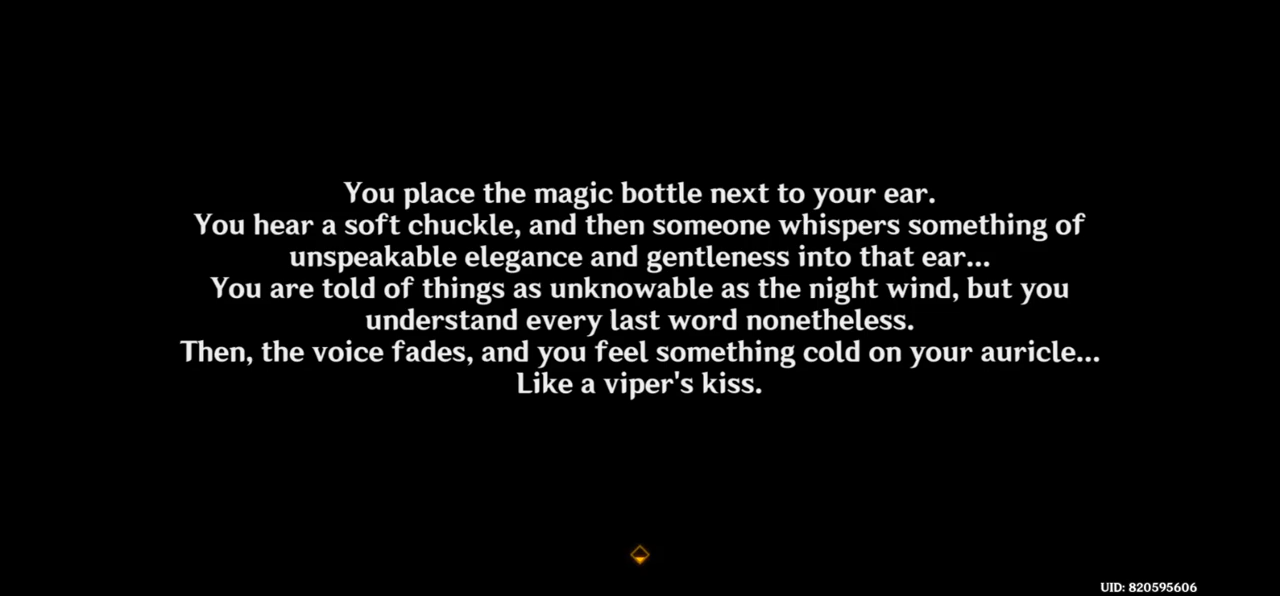 You place the magic bottle next to your ear.
You hear a soft chuckle, and then someone whispers something of
unspeakable elegance and gentleness into that ear...
You are told of things as unknowable as the night wind, but you
understand every last word nonetheless.
Then, the voice fades, and you feel something cold on your auricle...
Like a viper's kiss.
UID: 820595606